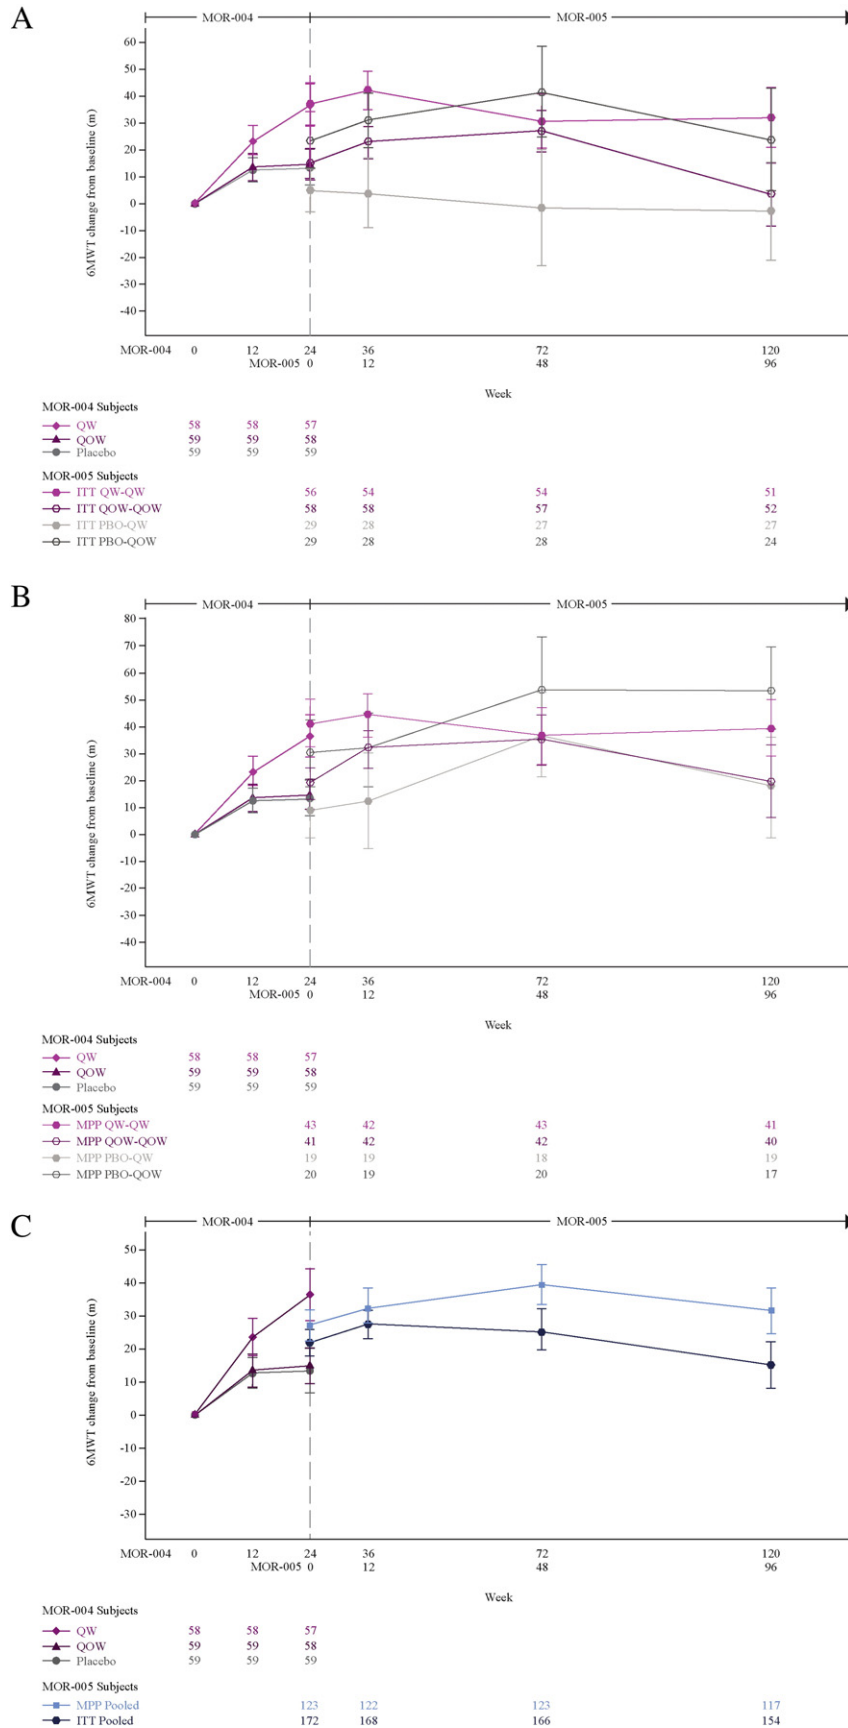 A
MOR-004 MOR-005
60
50
40
30
20
10
0
-10
-20
-30
-40
6MWT change from baseline (m)
MOR-004 0 12 24 36 72 120
MOR-005 0 12 48 96
Week
MOR-004 Subjects
QW 58 58 57
QOW 59 59 58
Placebo 59 59 59
MOR-005 Subjects
ITT QW-QW 56 54 54 51
ITT QOW-QOW 58 58 57 52
ITT PBO-QW 29 28 27 27
ITT PBO-QOW 29 28 28 24
B
MOR-004 MOR-005
80
70
60
50
40
30
20
10
0
-10
-20
-30
-40
6MWT change from baseline (m)
MOR-004 0 12 24 36 72 120
MOR-005 0 12 48 96
Week
MOR-004 Subjects
QW 58 58 57
QOW 59 59 58
Placebo 59 59 59
MOR-005 Subjects
MPP QW-QW 43 42 43 41
MPP QOW-QOW 41 42 42 40
MPP PBO-QW 19 19 18 19
MPP PBO-QOW 20 19 20 17
C
MOR-004 MOR-005
50
40
30
20
10
0
-10
-20
-30
6MWT change from baseline (m)
MOR-004 0 12 24 36 72 120
MOR-005 0 12 48 96
Week
MOR-004 Subjects
QW 58 58 57
QOW 59 59 58
Placebo 59 59 59
MOR-005 Subjects
MPP Pooled 123 122 123 117
ITT Pooled 172 168 166 154